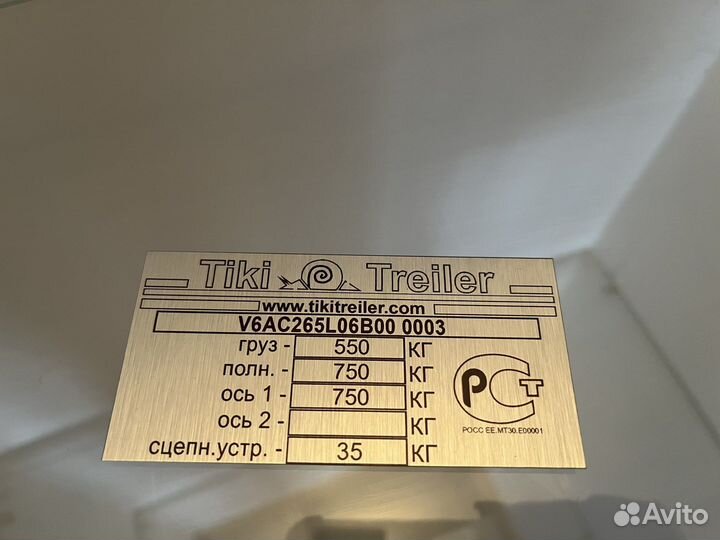 Tiki Treiler
www.tikitreiler.com
V6AC265L06B00 0003
груз - 550 КГ
полн. - 750 КГ
ось 1 - 750 КГ
ось 2 - КГ
сцепн.устр. - 35 КГ
РСТ
РОСС ЕЕ.МТ30.Е00001
Avito